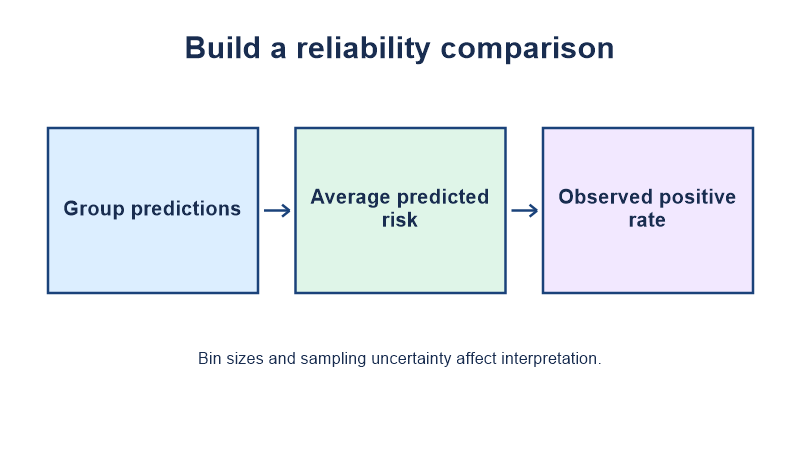 Build a reliability comparison
Group predictions
Average predicted
risk
Observed positive
rate
Bin sizes and sampling uncertainty affect interpretation.